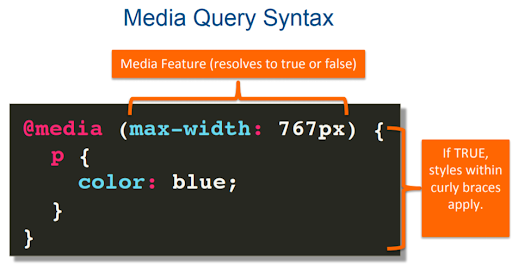 Media Query Syntax
Media Feature (resolves to true or false)
@media (max-width: 767px) {
p {
color: blue;
}
}
If TRUE,
styles within
curly braces
apply.